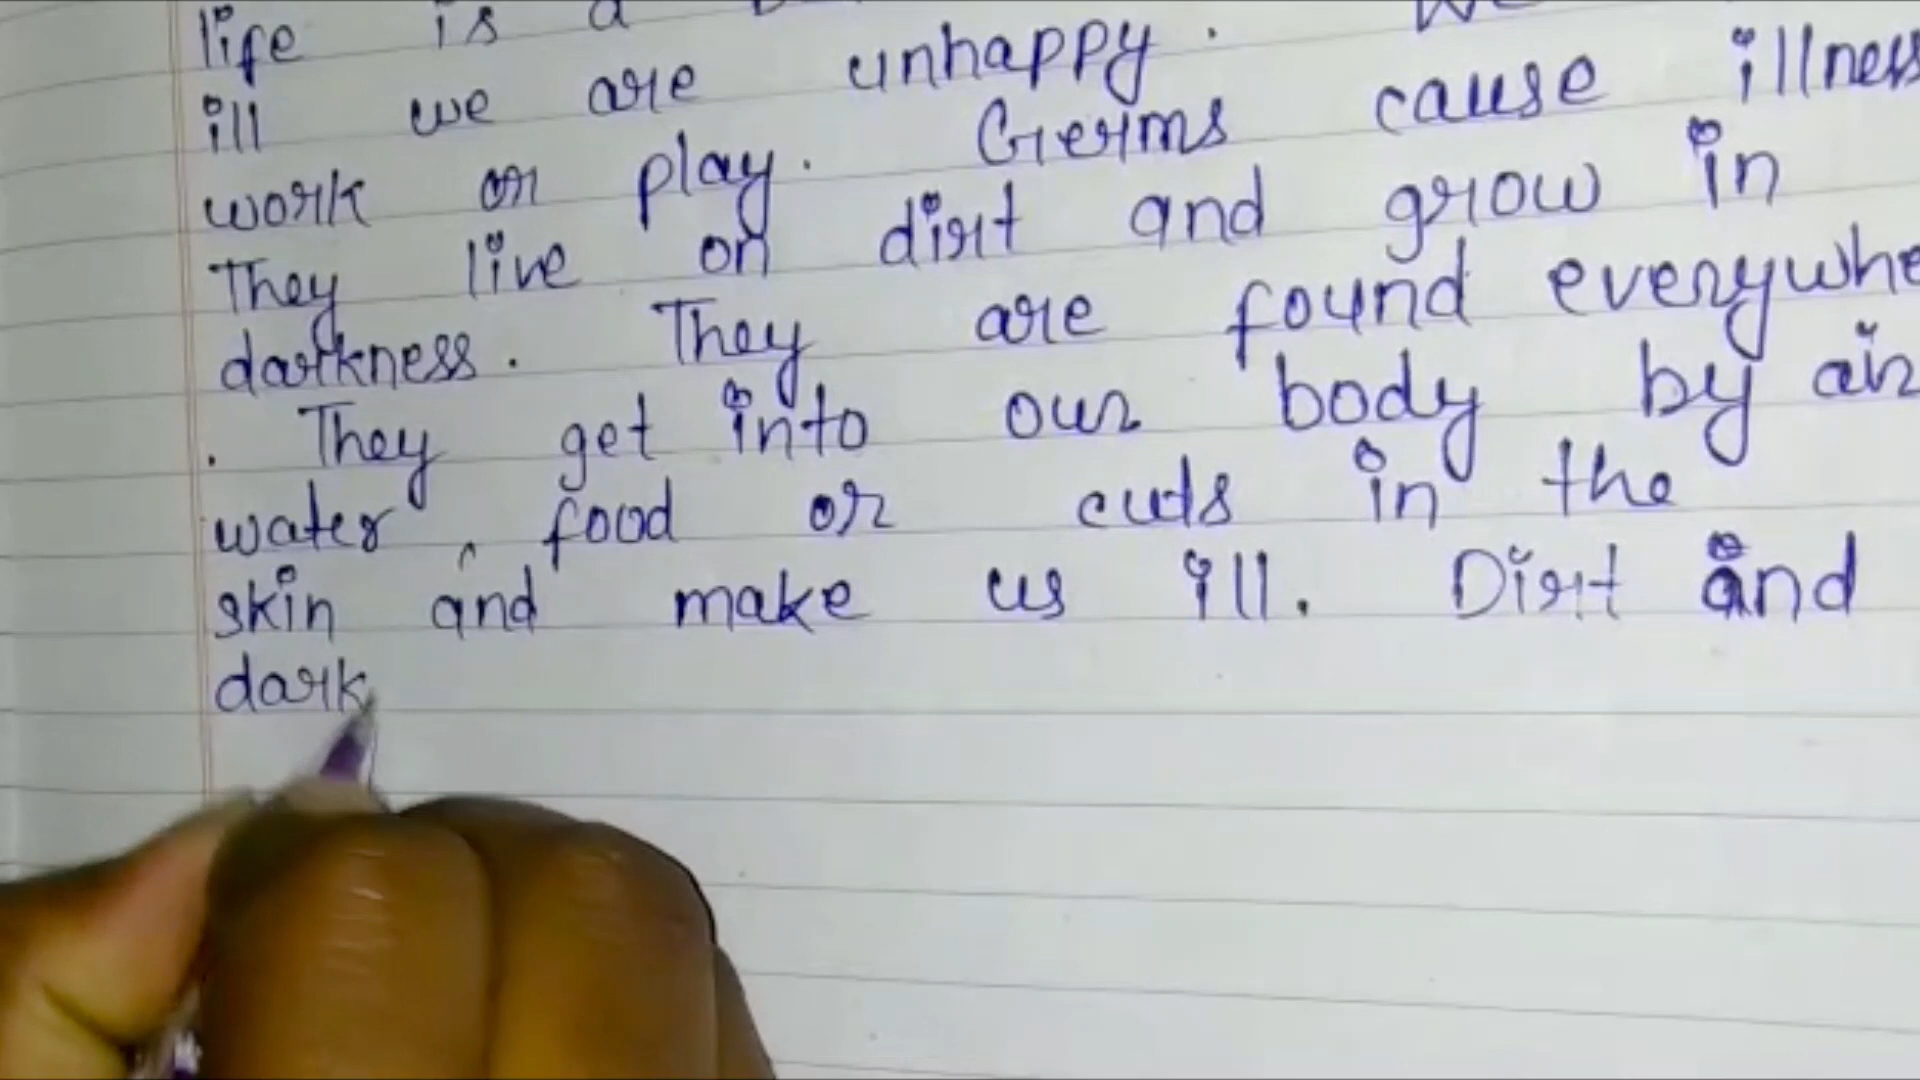 life is a
ill we are unhappy.
work or play. Germs cause illness
They live on dirt and grow in
darkness. They are found everywhe
. They get into our body by air
water, food or cuts in the
skin and make us ill. Dirt and
dark